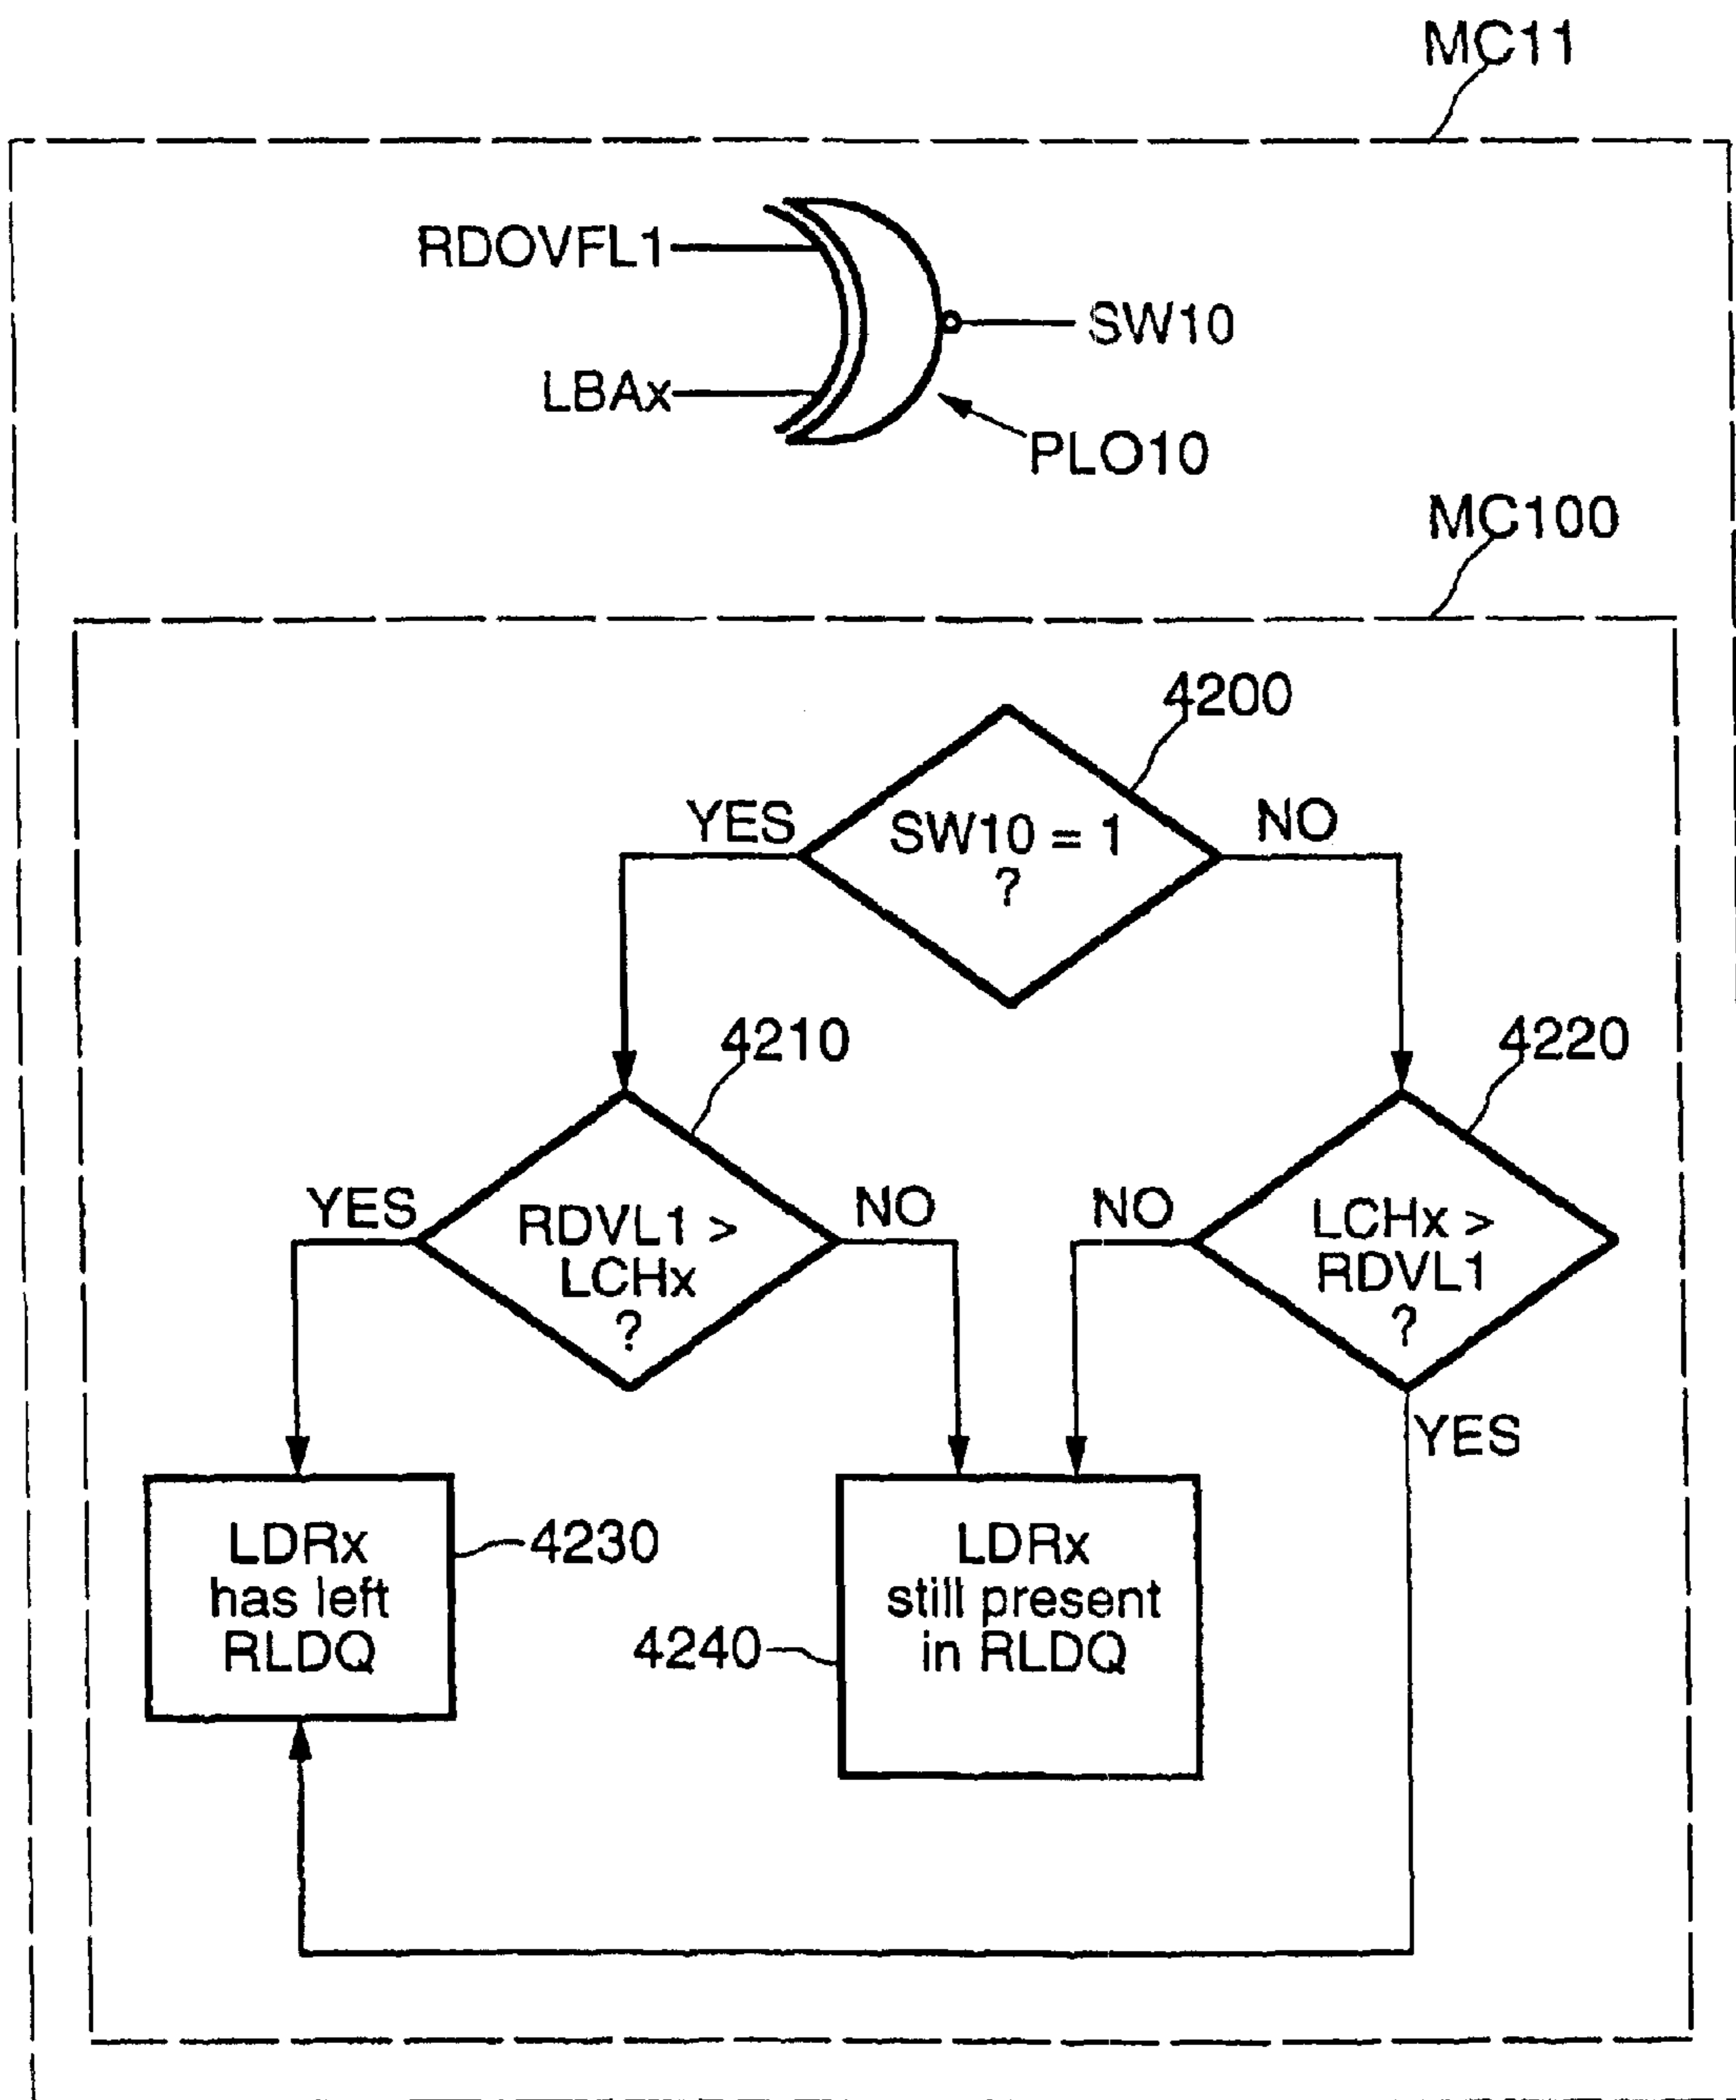 MC11
RDOVFL1
SW10
LBAx
PLO10
MC100
4200
YES
SW10 = 1
?
NO
4210
4220
YES
RDVL1 >
LCHx
?
NO
NO
LCHx >
RDVL1
?
YES
LDRx
has left
RLDQ
4230
LDRx
still present
in RLDQ
4240